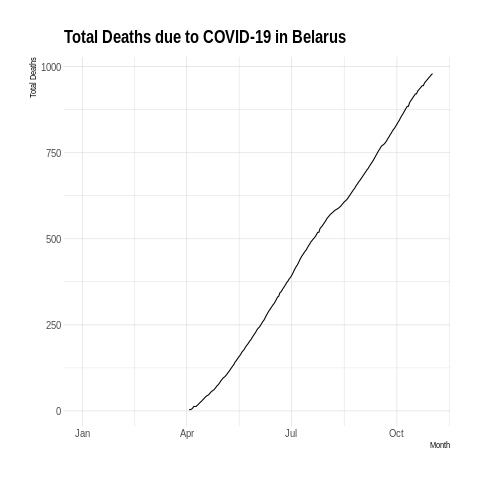 Total Deaths due to COVID-19 in Belarus
Total Deaths
1000
750
500
250
0
Jan Apr Jul Oct
Month